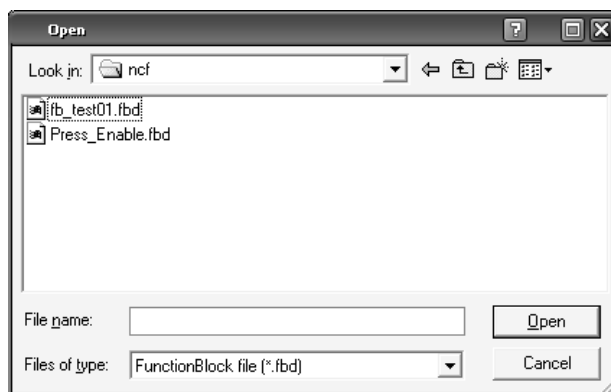 Open
?
Look in: ncf
fb_test01.fbd
Press_Enable.fbd
File name:
Open
Files of type: FunctionBlock file (*.fbd)
Cancel